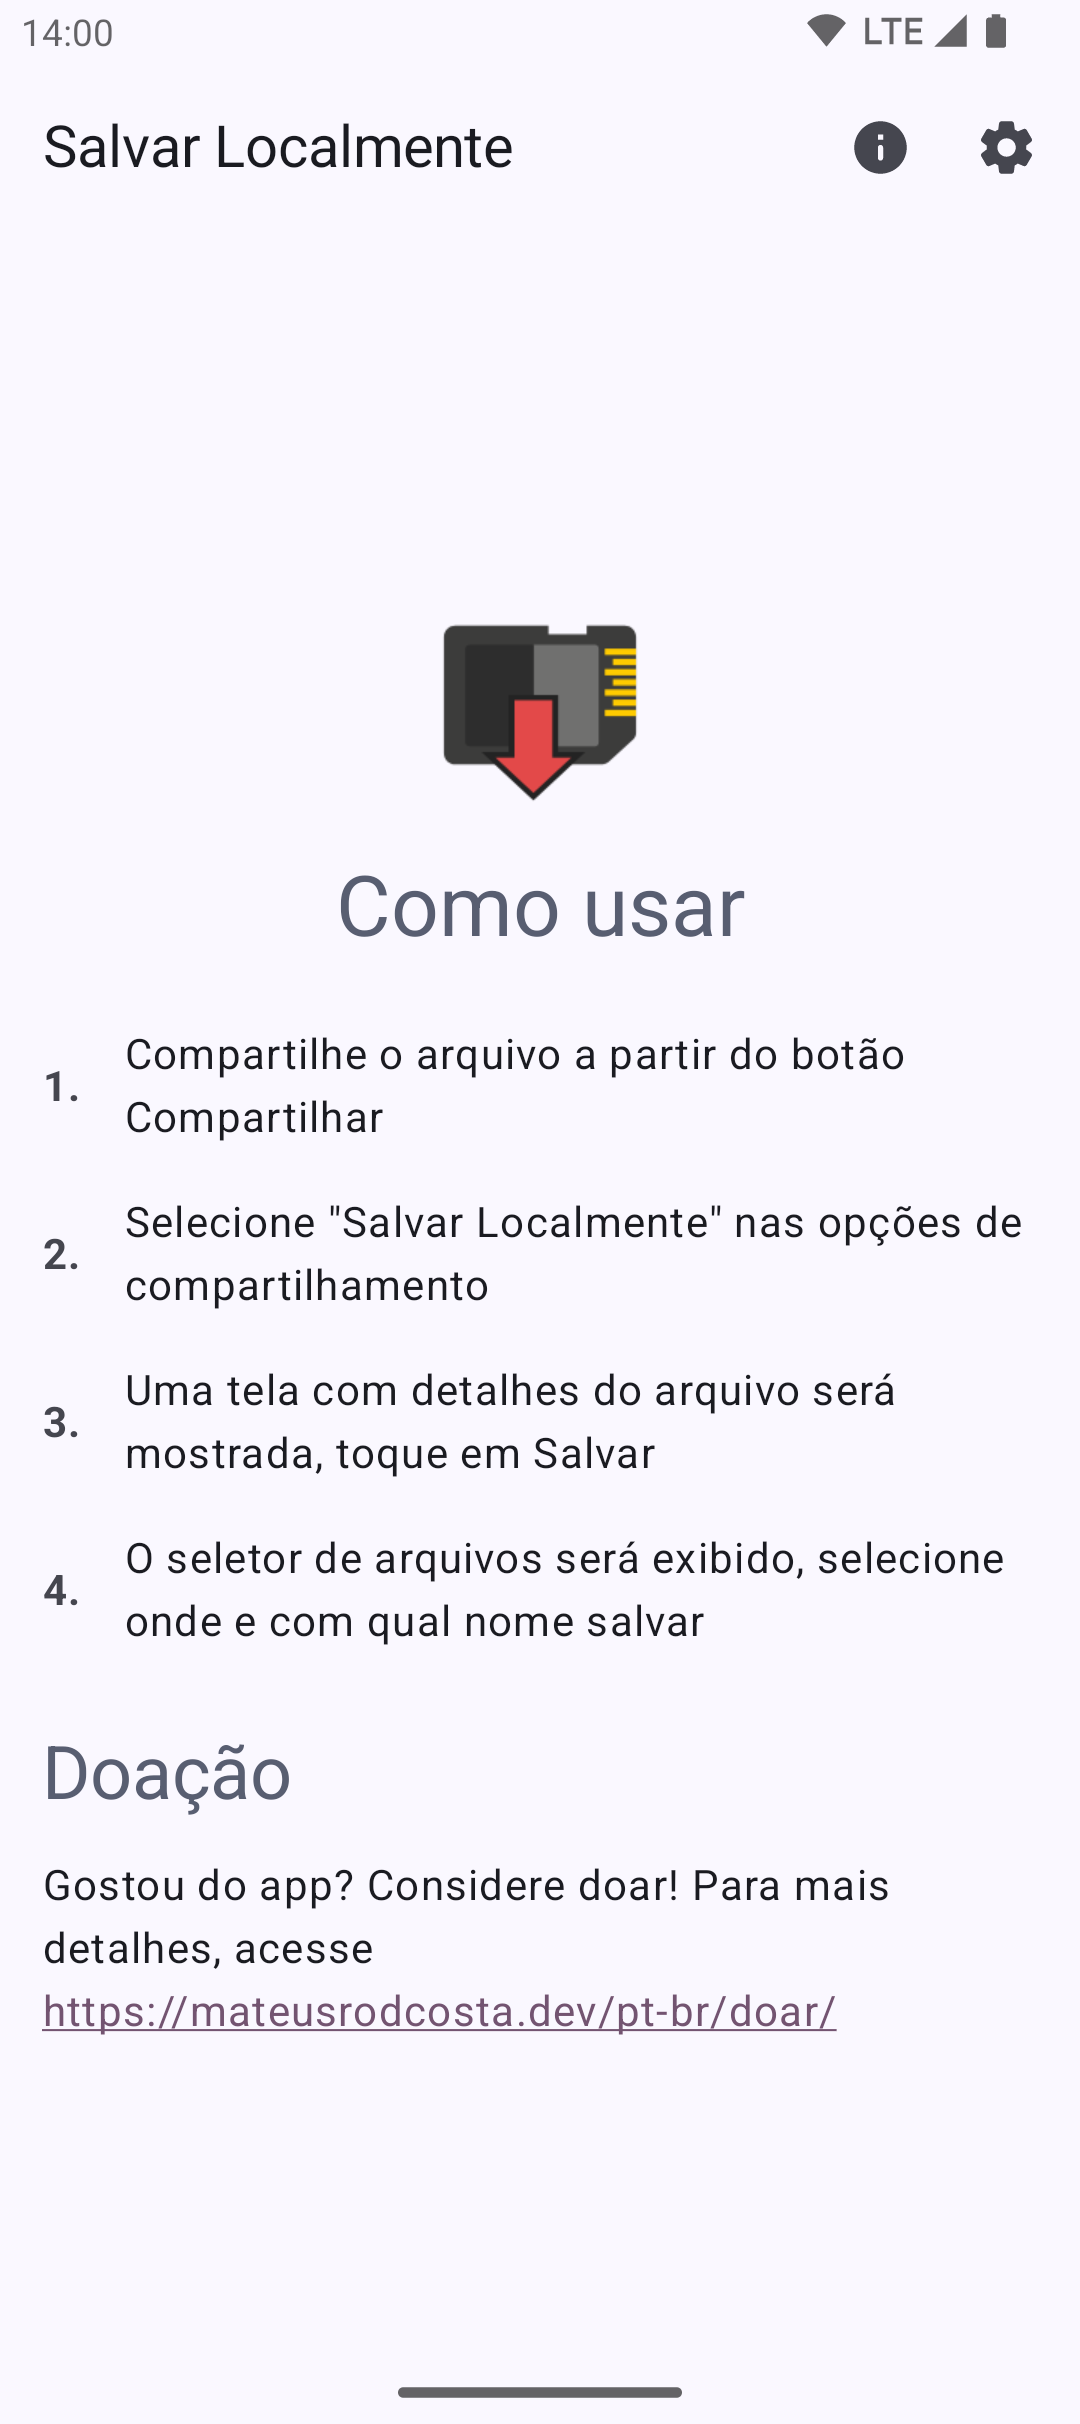 14:00
LTE
Salvar Localmente
Como usar
1. Compartilhe o arquivo a partir do botão
Compartilhar
2. Selecione "Salvar Localmente" nas opções de
compartilhamento
3. Uma tela com detalhes do arquivo será
mostrada, toque em Salvar
4. O seletor de arquivos será exibido, selecione
onde e com qual nome salvar
Doação
Gostou do app? Considere doar! Para mais
detalhes, acesse
https://mateusrodcosta.dev/pt-br/doar/